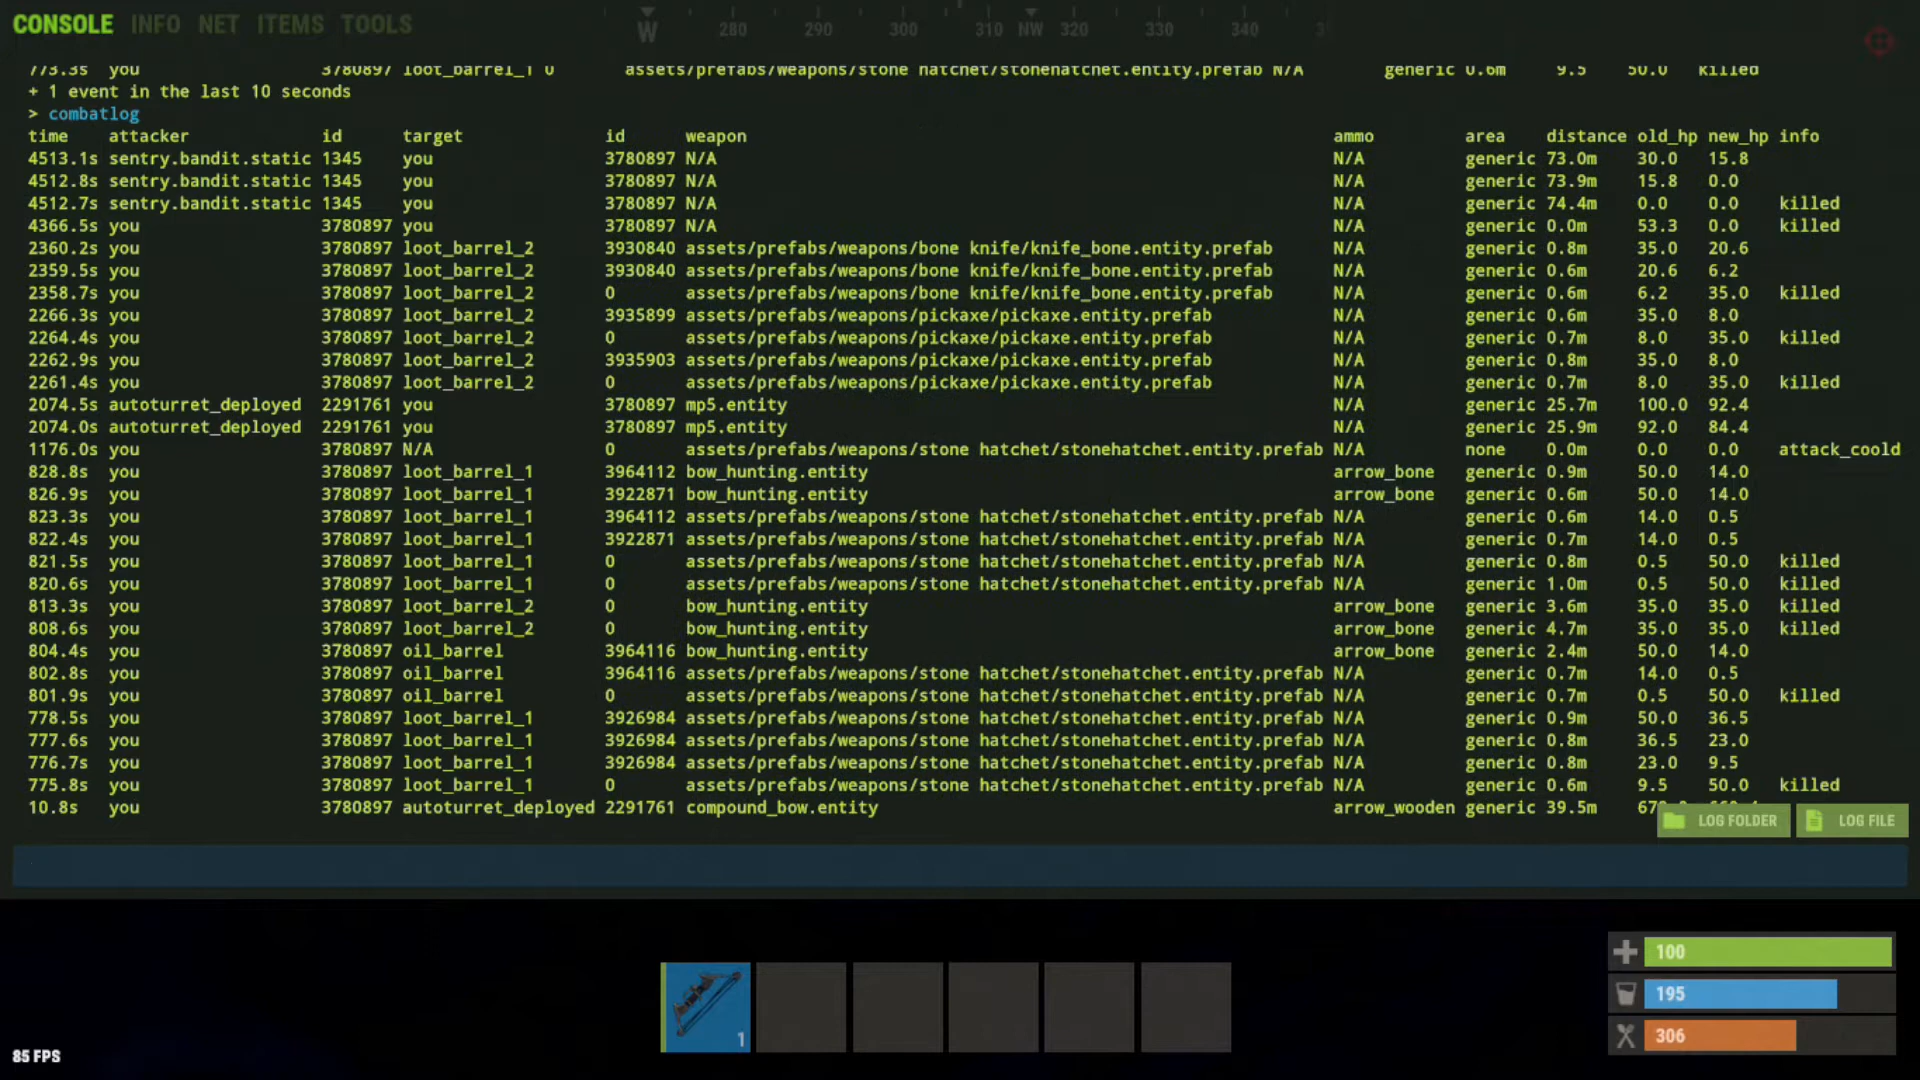 CONSOLE INFO NET ITEMS TOOLS
W 280 290 300 310 NW 320 330 340
773.3s you 3780897 loot_barrel_1 0 assets/prefabs/weapons/stone hatchet/stonehatchet.entity.prefab N/A generic 0.6m 9.5 50.0 killed
+ 1 event in the last 10 seconds
> combatlog
time attacker id target id weapon ammo area distance old_hp new_hp info
4513.1s sentry.bandit.static 1345 you 3780897 N/A N/A generic 73.0m 30.0 15.8
4512.8s sentry.bandit.static 1345 you 3780897 N/A N/A generic 73.9m 15.8 0.0
4512.7s sentry.bandit.static 1345 you 3780897 N/A N/A generic 74.4m 0.0 0.0 killed
4366.5s you 3780897 you 3780897 N/A N/A generic 0.0m 53.3 0.0 killed
2360.2s you 3780897 loot_barrel_2 3930840 assets/prefabs/weapons/bone knife/knife_bone.entity.prefab N/A generic 0.8m 35.0 20.6
2359.5s you 3780897 loot_barrel_2 3930840 assets/prefabs/weapons/bone knife/knife_bone.entity.prefab N/A generic 0.6m 20.6 6.2
2358.7s you 3780897 loot_barrel_2 0 assets/prefabs/weapons/bone knife/knife_bone.entity.prefab N/A generic 0.6m 6.2 35.0 killed
2266.3s you 3780897 loot_barrel_2 3935899 assets/prefabs/weapons/pickaxe/pickaxe.entity.prefab N/A generic 0.6m 35.0 8.0
2264.4s you 3780897 loot_barrel_2 0 assets/prefabs/weapons/pickaxe/pickaxe.entity.prefab N/A generic 0.7m 8.0 35.0 killed
2262.9s you 3780897 loot_barrel_2 3935903 assets/prefabs/weapons/pickaxe/pickaxe.entity.prefab N/A generic 0.8m 35.0 8.0
2261.4s you 3780897 loot_barrel_2 0 assets/prefabs/weapons/pickaxe/pickaxe.entity.prefab N/A generic 0.7m 8.0 35.0 killed
2074.5s autoturret_deployed 2291761 you 3780897 mp5.entity N/A generic 25.7m 100.0 92.4
2074.0s autoturret_deployed 2291761 you 3780897 mp5.entity N/A generic 25.9m 92.0 84.4
1176.0s you 3780897 N/A 0 assets/prefabs/weapons/stone hatchet/stonehatchet.entity.prefab N/A none 0.0m 0.0 0.0 attack_coold
828.8s you 3780897 loot_barrel_1 3964112 bow_hunting.entity arrow_bone generic 0.9m 50.0 14.0
826.9s you 3780897 loot_barrel_1 3922871 bow_hunting.entity arrow_bone generic 0.6m 50.0 14.0
823.3s you 3780897 loot_barrel_1 3964112 assets/prefabs/weapons/stone hatchet/stonehatchet.entity.prefab N/A generic 0.6m 14.0 0.5
822.4s you 3780897 loot_barrel_1 3922871 assets/prefabs/weapons/stone hatchet/stonehatchet.entity.prefab N/A generic 0.7m 14.0 0.5
821.5s you 3780897 loot_barrel_1 0 assets/prefabs/weapons/stone hatchet/stonehatchet.entity.prefab N/A generic 0.8m 0.5 50.0 killed
820.6s you 3780897 loot_barrel_1 0 assets/prefabs/weapons/stone hatchet/stonehatchet.entity.prefab N/A generic 1.0m 0.5 50.0 killed
813.3s you 3780897 loot_barrel_2 0 bow_hunting.entity arrow_bone generic 3.6m 35.0 35.0 killed
808.6s you 3780897 loot_barrel_2 0 bow_hunting.entity arrow_bone generic 4.7m 35.0 35.0 killed
804.4s you 3780897 oil_barrel 3964116 bow_hunting.entity arrow_bone generic 2.4m 50.0 14.0
802.8s you 3780897 oil_barrel 3964116 assets/prefabs/weapons/stone hatchet/stonehatchet.entity.prefab N/A generic 0.7m 14.0 0.5
801.9s you 3780897 oil_barrel 0 assets/prefabs/weapons/stone hatchet/stonehatchet.entity.prefab N/A generic 0.7m 0.5 50.0 killed
778.5s you 3780897 loot_barrel_1 3926984 assets/prefabs/weapons/stone hatchet/stonehatchet.entity.prefab N/A generic 0.9m 50.0 36.5
777.6s you 3780897 loot_barrel_1 3926984 assets/prefabs/weapons/stone hatchet/stonehatchet.entity.prefab N/A generic 0.8m 36.5 23.0
776.7s you 3780897 loot_barrel_1 3926984 assets/prefabs/weapons/stone hatchet/stonehatchet.entity.prefab N/A generic 0.8m 23.0 9.5
775.8s you 3780897 loot_barrel_1 0 assets/prefabs/weapons/stone hatchet/stonehatchet.entity.prefab N/A generic 0.6m 9.5 50.0 killed
10.8s you 3780897 autoturret_deployed 2291761 compound_bow.entity arrow_wooden generic 39.5m
LOG FOLDER LOG FILE
100
195
1
306
85 FPS